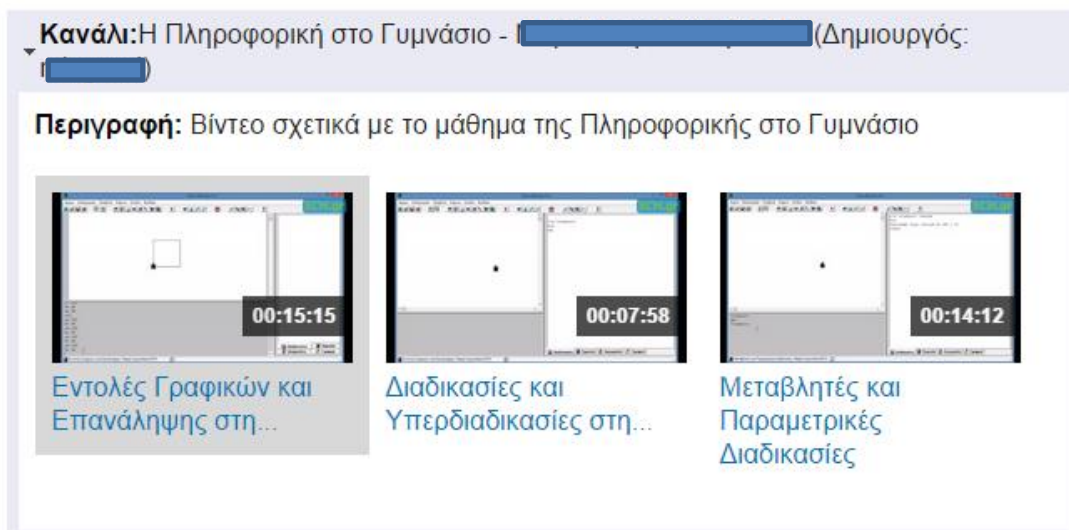 Κανάλι:Η Πληροφορική στο Γυμνάσιο - (Δημιουργός:
)
Περιγραφή: Βίντεο σχετικά με το μάθημα της Πληροφορικής στο Γυμνάσιο
00:15:15
00:07:58
00:14:12
Εντολές Γραφικών και
Επανάληψης στη...
Διαδικασίες και
Υπερδιαδικασίες στη...
Μεταβλητές και
Παραμετρικές
Διαδικασίες